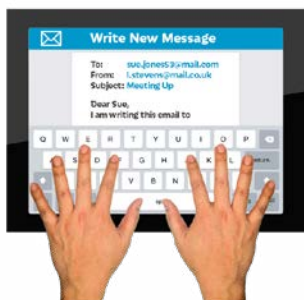 Write New Message
To: sue.jones53@mail.com
From: l.stevens@mail.co.uk
Subject: Meeting Up
Dear Sue,
I am writing this email to
Q W E R T Y U I O P
S D F G H K L
V B N